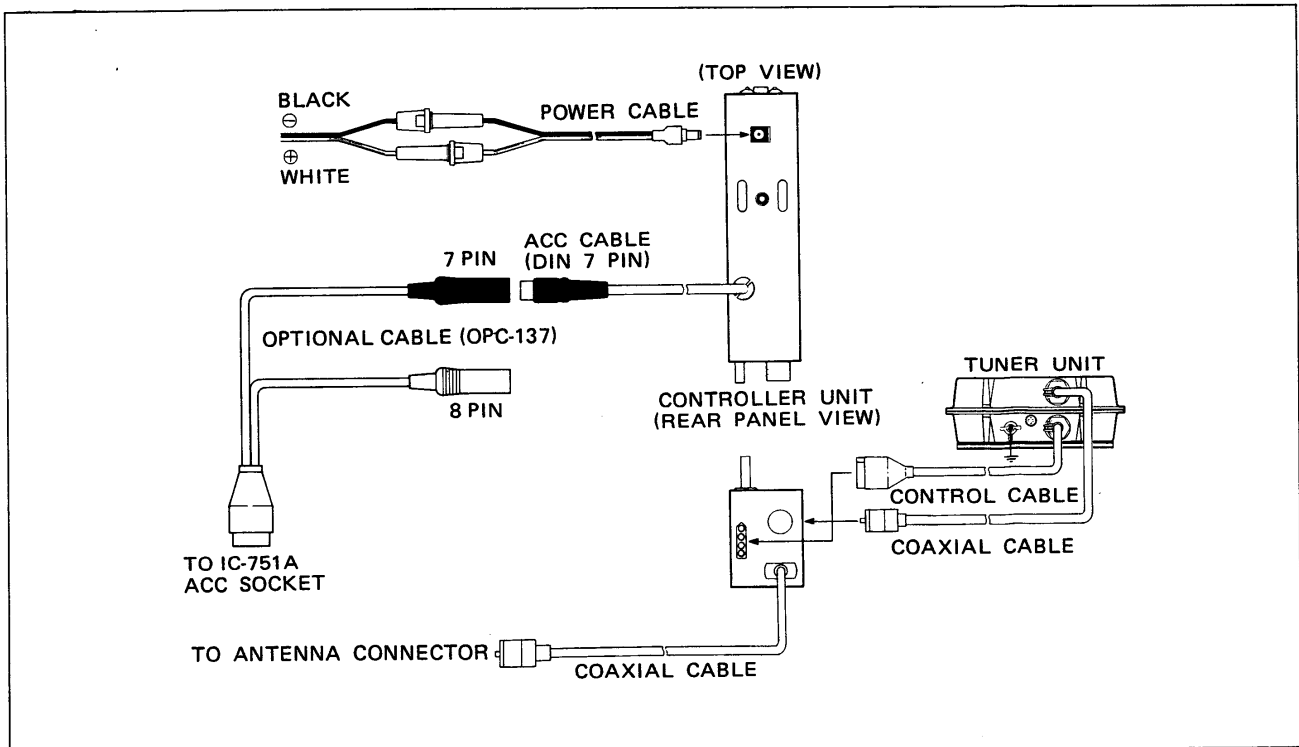 (TOP VIEW)
BLACK
⊖
POWER CABLE
⊕
WHITE
7 PIN
ACC CABLE
(DIN 7 PIN)
OPTIONAL CABLE (OPC-137)
8 PIN
CONTROLLER UNIT
(REAR PANEL VIEW)
TUNER UNIT
CONTROL CABLE
COAXIAL CABLE
TO IC-751A
ACC SOCKET
TO ANTENNA CONNECTOR
COAXIAL CABLE